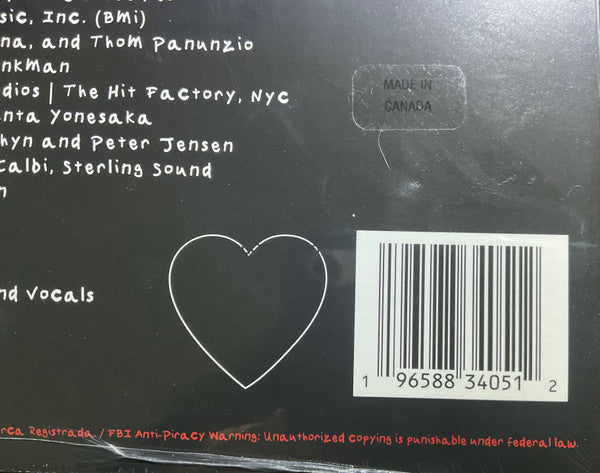 sic, Inc. (BMI)
na, and Thom Panunzio
nkman
dios | The Hit Factory, NYC
nta Yonesaka
hyn and Peter Jensen
Calbi, Sterling Sound
n
MADE IN
CANADA
nd Vocals
1 96588 34051 2
rca Registrada. / FBI Anti-Piracy Warning: Unauthorized copying is punishable under federal law.